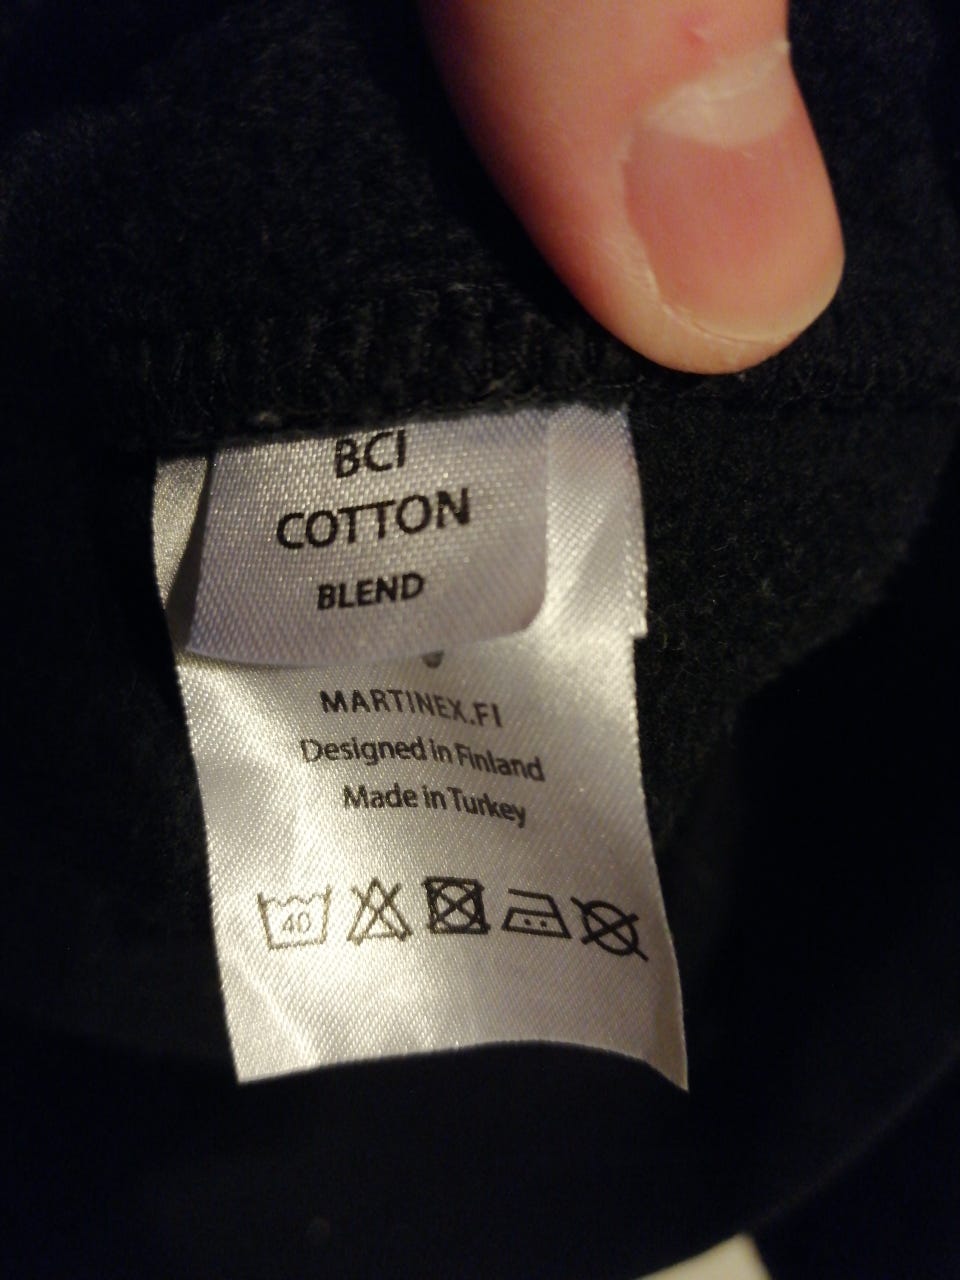 BCI
COTTON
BLEND
MARTINEX.FI
Designed in Finland
Made in Turkey
40